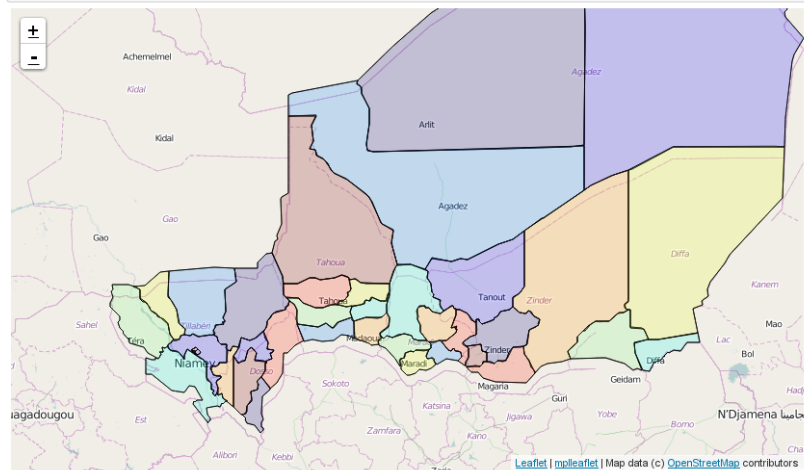 +
-
Achemelmel
Kidal
Agadez
Arlit
Kidal
Agadez
Gao
Gao
Tahoua
Diffa
Kanem
Tahoua
Tanout
Zinder
Sahel
Tillabéri
Téra
Mao
Lac
Madaoua
Zinder
Niamey
Dosso
Maradi
Diffa
Bol
Geidam
Magaria
Sokoto
Katsina
Guri
Yobe
Jigawa
Zamfara
Kano
Borno
N'Djamena
uagadougou
Est
Alibori
Kebbi
Leaflet | mplleaflet | Map data (c) OpenStreetMap contributors